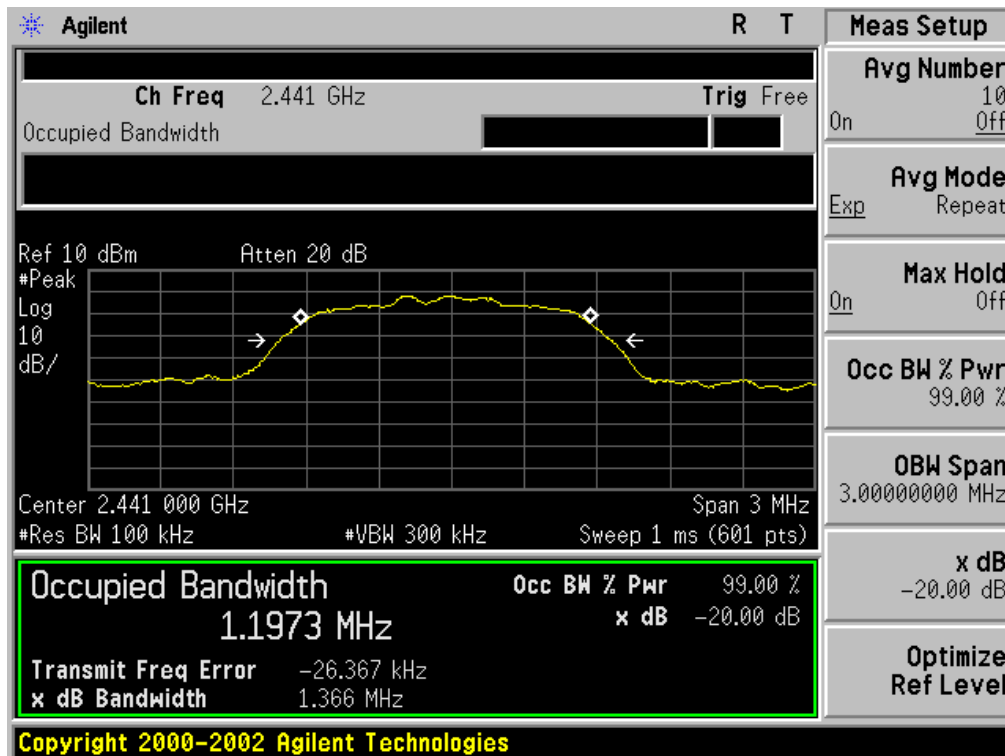 Agilent R T
Ch Freq 2.441 GHz Trig Free
Occupied Bandwidth
Ref 10 dBm Atten 20 dB
#Peak
Log
10
dB/
Center 2.441 000 GHz Span 3 MHz
#Res BW 100 kHz #VBW 300 kHz Sweep 1 ms (601 pts)
Occupied Bandwidth Occ BW % Pwr 99.00 %
1.1973 MHz x dB -20.00 dB
Transmit Freq Error -26.367 kHz
x dB Bandwidth 1.366 MHz
Copyright 2000-2002 Agilent Technologies
Meas Setup
Avg Number
10
On Off
Avg Mode
Exp Repeat
Max Hold
On Off
Occ BW % Pwr
99.00 %
OBW Span
3.00000000 MHz
x dB
-20.00 dB
Optimize
Ref Level